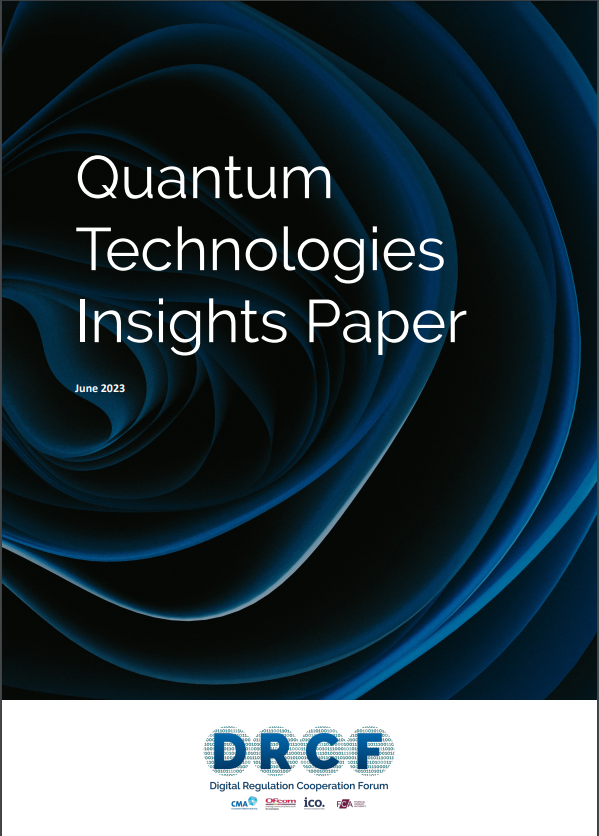 Quantum
Technologies
Insights Paper
June 2023
DRCF
Digital Regulation Cooperation Forum
CMA
Ofcom
ico.
FCA